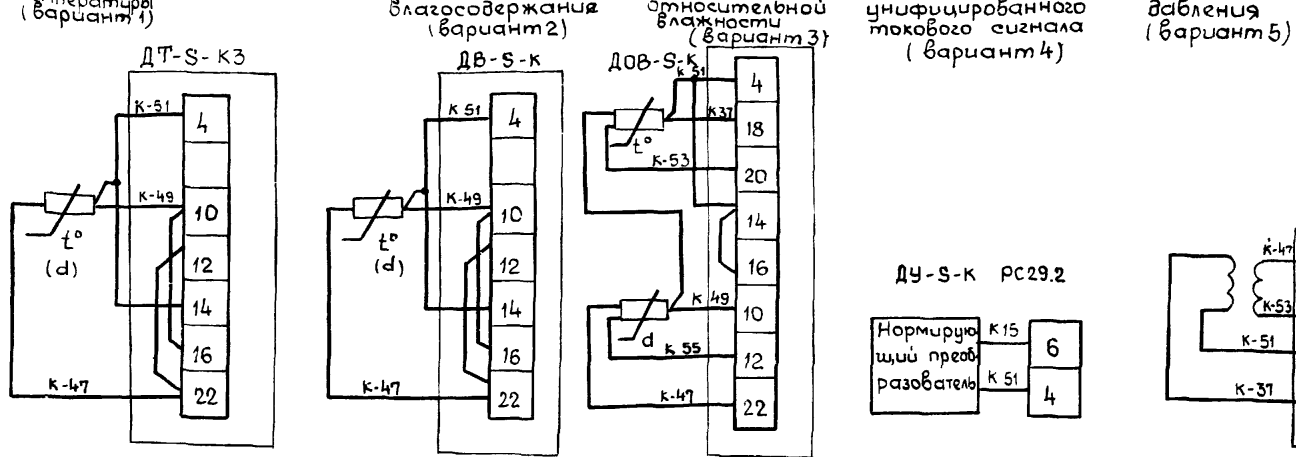 (вариант 1)
ДТ-S-К3
К-51
4
К-49
10
t°
(d)
12
14
16
К-47
22
влагосодержания
(вариант 2)
ДВ-S-К
К 51
4
К-49
10
t°
(d)
12
14
16
К-47
22
относительной
влажности
(вариант 3)
ДОВ-S-К
К 51
4
К37
18
t°
К-53
20
14
16
К-49
10
d
К 55
12
К-47
22
унифицированного
токового сигнала
(вариант 4)
ДУ-S-К РС29.2
Нормирую
щий преоб
разователь
К 15
6
К 51
4
давления
(вариант 5)
К-47
К-53
К-51
К-37